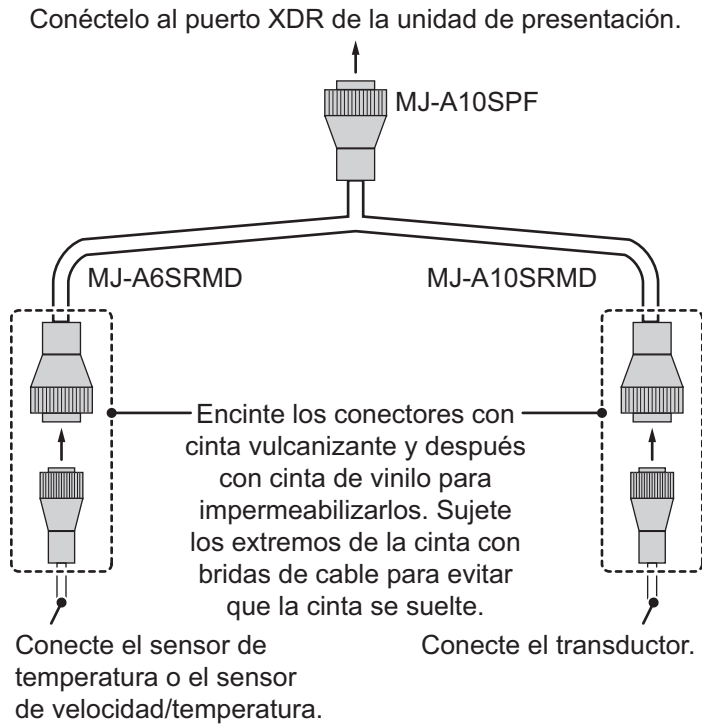 Conéctelo al puerto XDR de la unidad de presentación.
MJ-A10SPF
MJ-A6SRMD
MJ-A10SRMD
Encinte los conectores con
cinta vulcanizante y después
con cinta de vinilo para
impermeabilizarlos. Sujete
los extremos de la cinta con
bridas de cable para evitar
que la cinta se suelte.
Conecte el sensor de
temperatura o el sensor
de velocidad/temperatura.
Conecte el transductor.